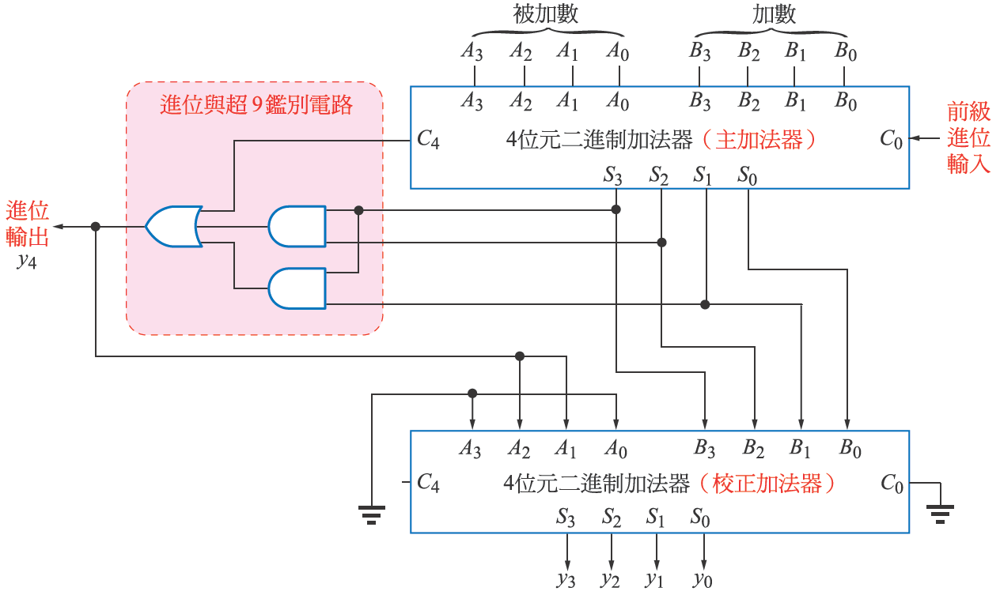 被加數 加數
A3 A2 A1 A0 B3 B2 B1 B0
A3 A2 A1 A0 B3 B2 B1 B0
進位與超9鑑別電路
C4 4位元二進制加法器（主加法器） C0
前級
進位
輸入
S3 S2 S1 S0
進位
輸出
y4
A3 A2 A1 A0 B3 B2 B1 B0
C4 4位元二進制加法器（校正加法器） C0
S3 S2 S1 S0
y3 y2 y1 y0